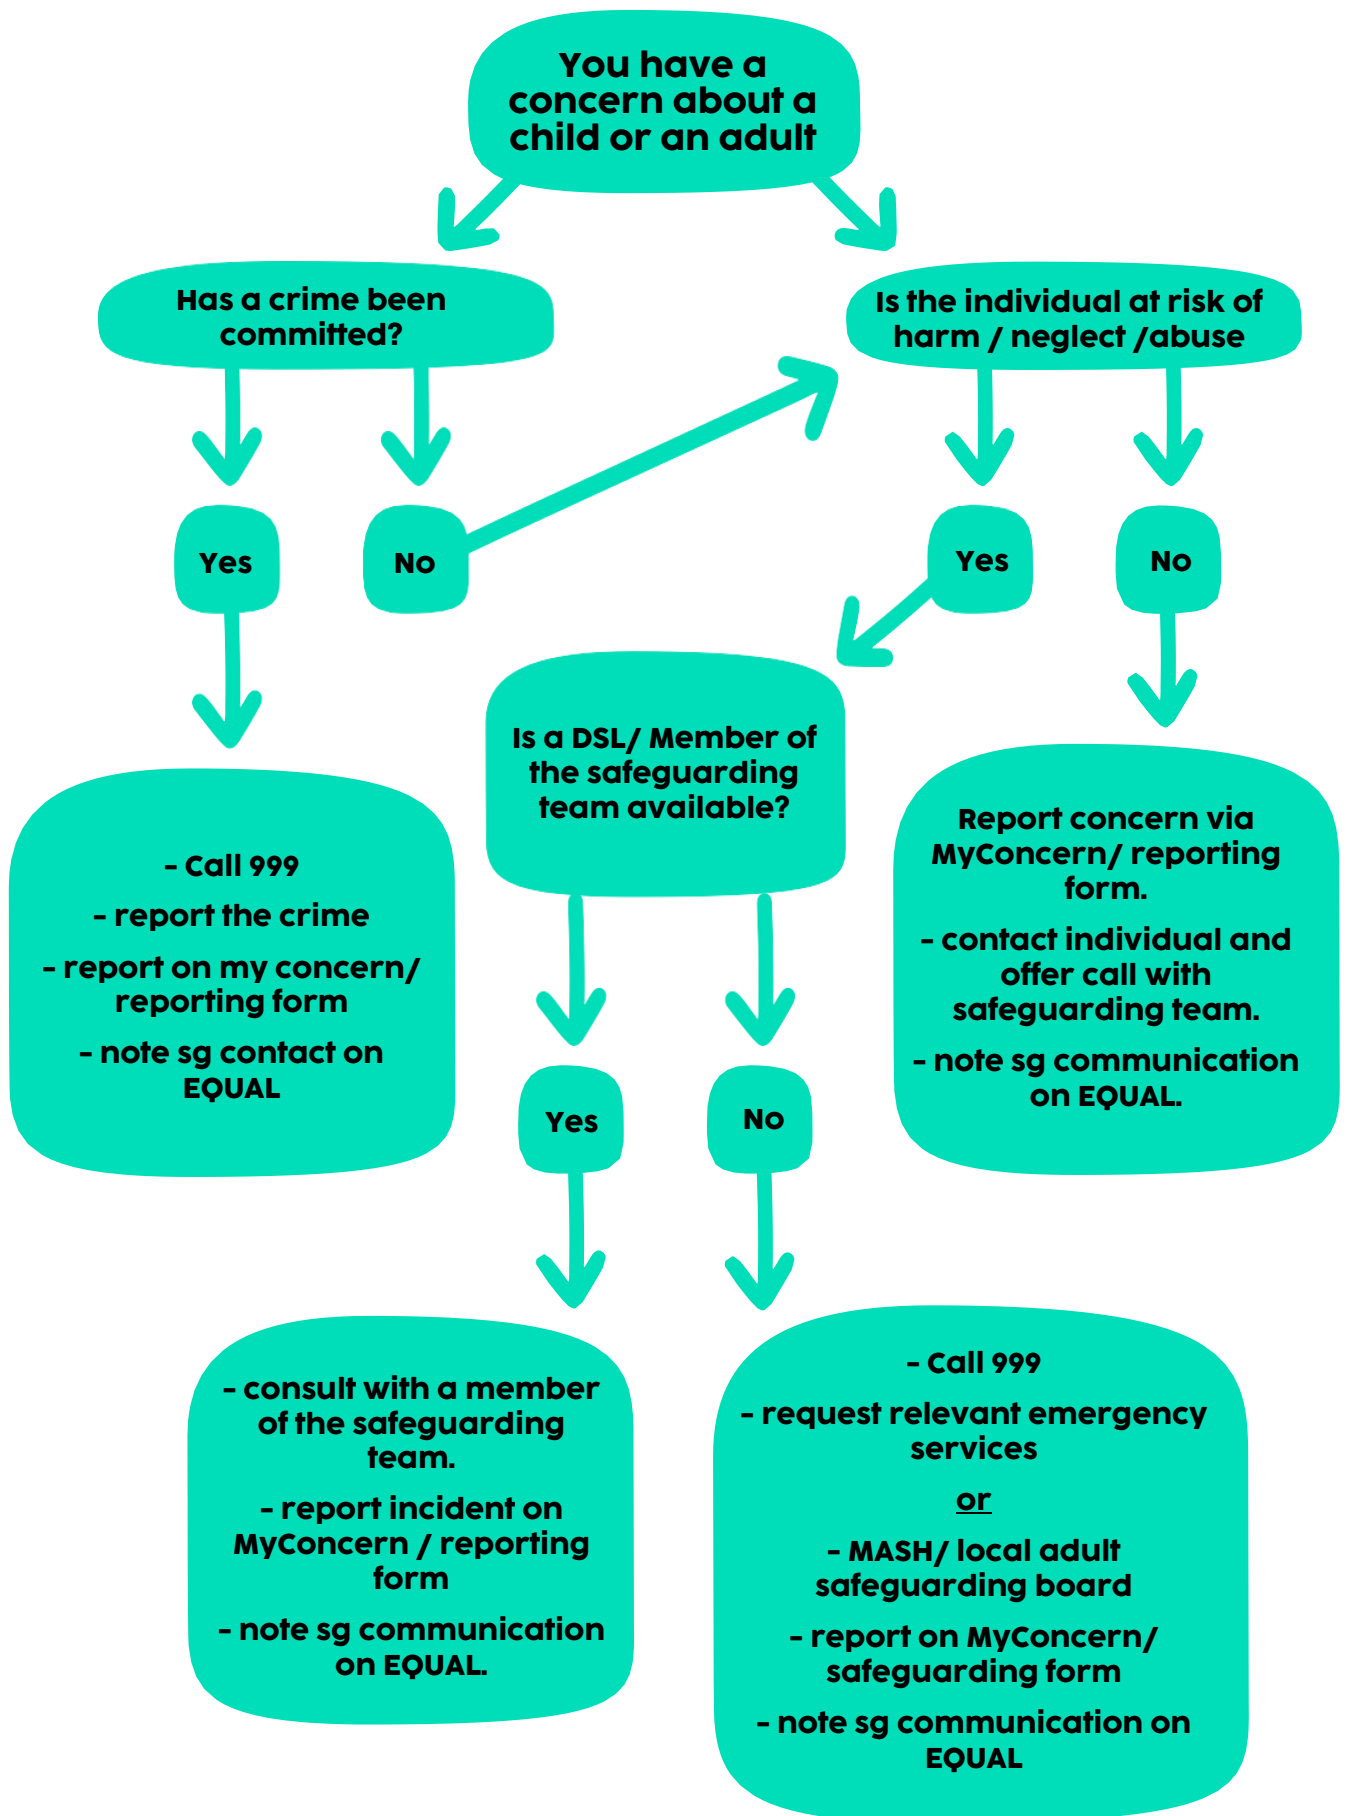 You have a
concern about a
child or an adult
Has a crime been
committed?
Is the individual at risk of
harm / neglect /abuse
Yes
No
Yes
No
Is a DSL/ Member of
the safeguarding
team available?
- Call 999
- report the crime
- report on my concern/
reporting form
- note sg contact on
EQUAL
Report concern via
MyConcern/ reporting
form.
- contact individual and
offer call with
safeguarding team.
- note sg communication
on EQUAL.
Yes
No
- consult with a member
of the safeguarding
team.
- report incident on
MyConcern / reporting
form
- note sg communication
on EQUAL.
- Call 999
- request relevant emergency
services
or
- MASH/ local adult
safeguarding board
- report on MyConcern/
safeguarding form
- note sg communication on
EQUAL